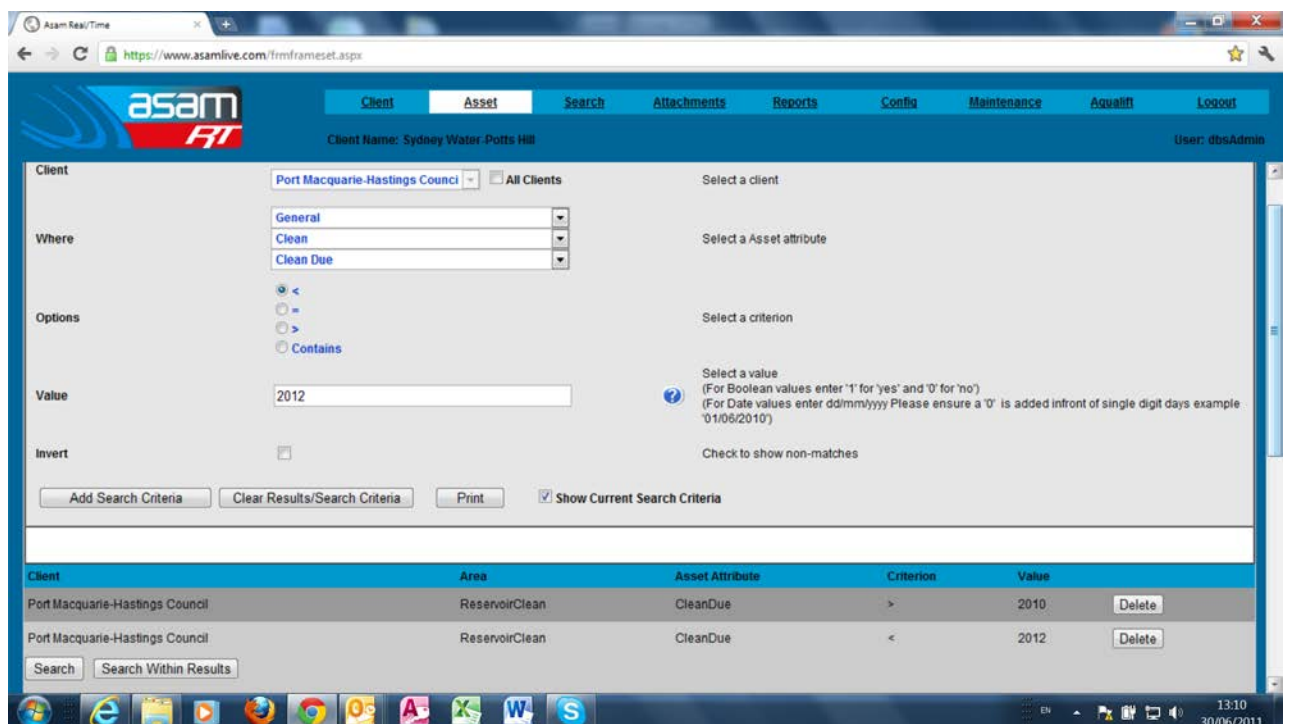 Asam Real/Time
https://www.asamlive.com/frmframeset.aspx
asam RT
Client Asset Search Attachments Reports Config Maintenance Aqualift Logout
Client Name: Sydney Water-Potts Hill User: dbsAdmin
Client Port Macquarie-Hastings Counci All Clients Select a client
General
Where Clean Select a Asset attribute
Clean Due
<
=
Options Select a criterion
>
Contains
Select a value
Value 2012 (For Boolean values enter '1' for 'yes' and '0' for 'no')
(For Date values enter dd/mm/yyyy Please ensure a '0' is added infront of single digit days example
'01/06/2010')
Invert Check to show non-matches
Add Search Criteria Clear Results/Search Criteria Print Show Current Search Criteria
Client Area Asset Attribute Criterion Value
Port Macquarie-Hastings Council ReservoirClean CleanDue > 2010 Delete
Port Macquarie-Hastings Council ReservoirClean CleanDue < 2012 Delete
Search Search Within Results
EN 13:10
30/06/2011